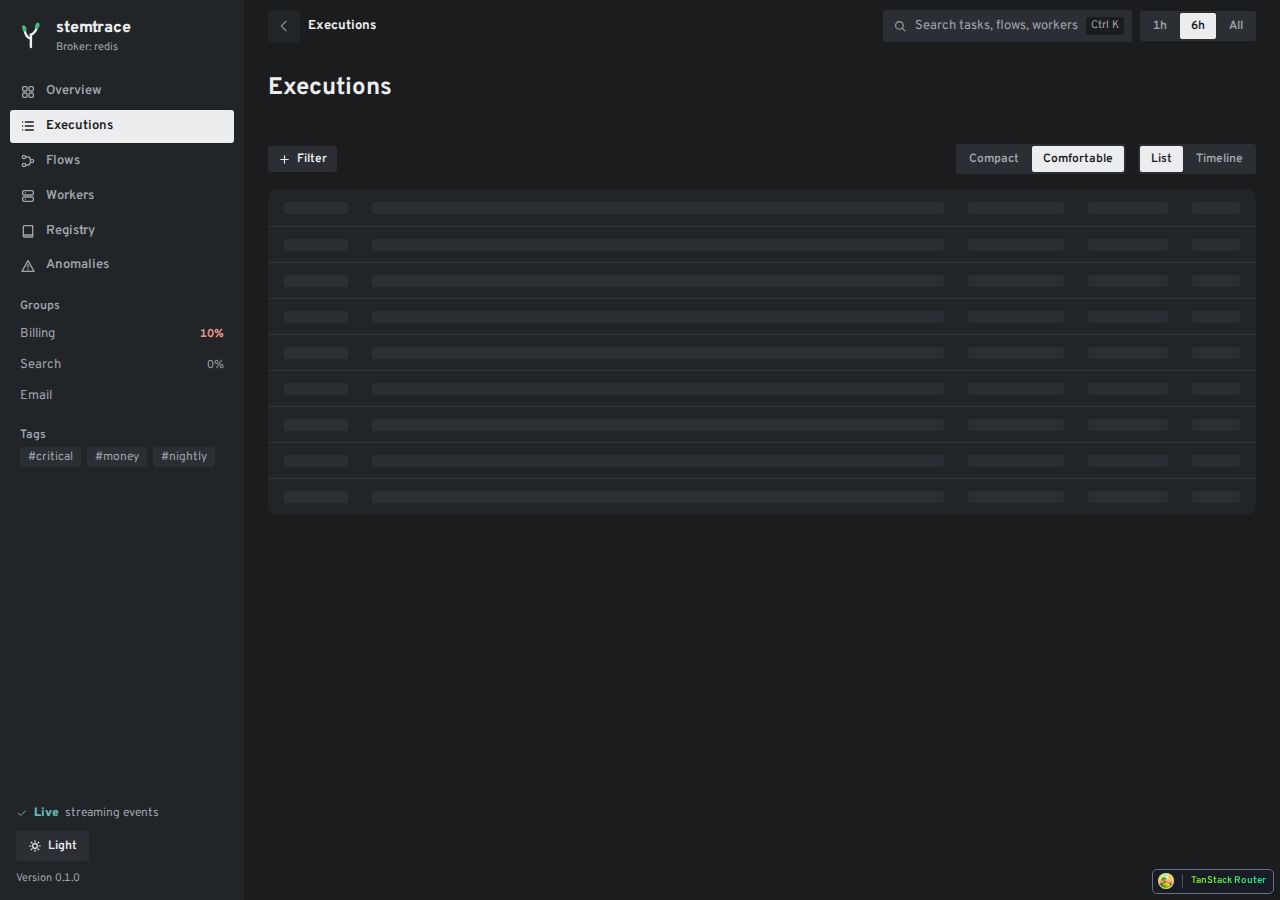 stemtrace
Broker: redis
Overview
Executions
Flows
Workers
Registry
Anomalies
Groups
Billing 10%
Search 0%
Email
Tags
#critical #money #nightly
Live streaming events
Light
Version 0.1.0
Executions
Search tasks, flows, workers Ctrl K
1h 6h All
Executions
Filter
Compact Comfortable
List Timeline
TanStack Router